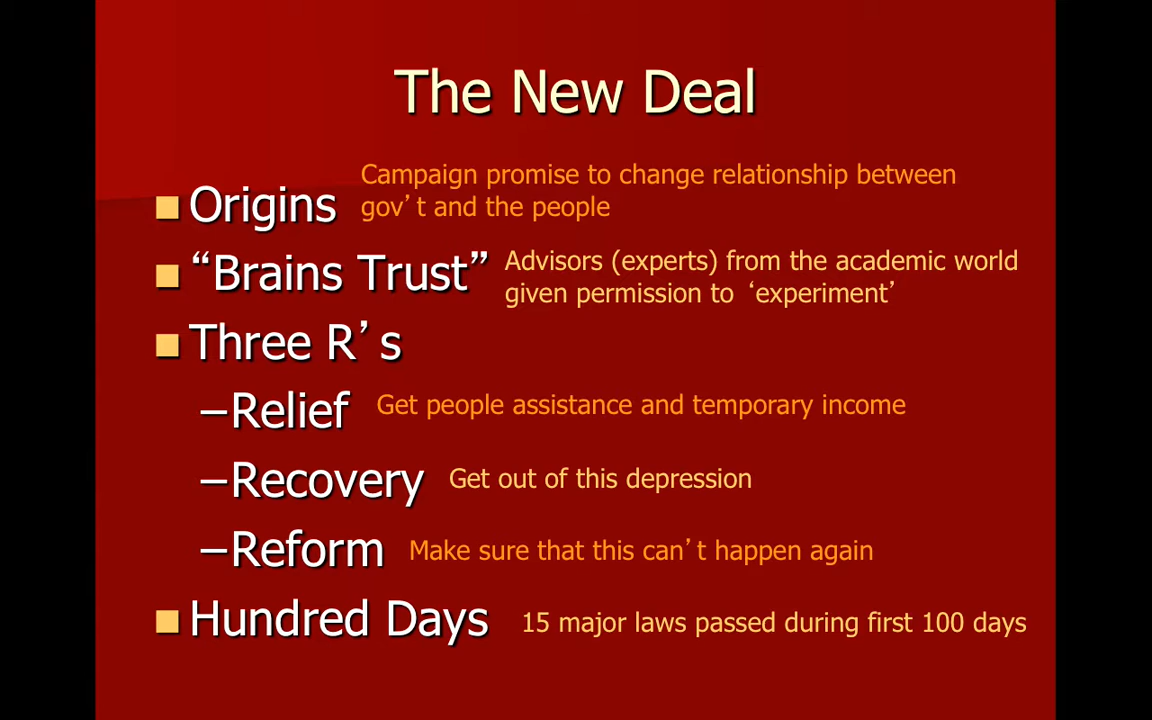 The New Deal
Origins
Campaign promise to change relationship between
gov’t and the people
“Brains Trust”
Advisors (experts) from the academic world
given permission to ‘experiment’
Three R’s
–Relief
Get people assistance and temporary income
–Recovery
Get out of this depression
–Reform
Make sure that this can’t happen again
Hundred Days
15 major laws passed during first 100 days